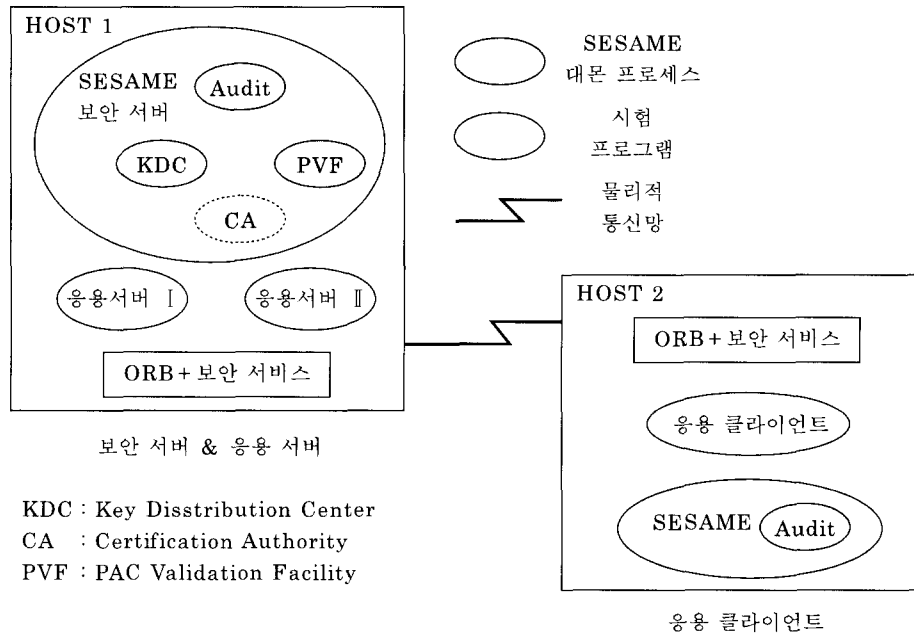 HOST 1
SESAME
보안 서버
Audit
KDC
PVF
CA
응용서버 Ⅰ
응용서버 Ⅱ
ORB+보안 서비스
보안 서버 & 응용 서버
KDC : Key Disstribution Center
CA : Certification Authority
PVF : PAC Validation Facility
SESAME
대몬 프로세스
시험
프로그램
물리적
통신망
HOST 2
ORB+보안 서비스
응용 클라이언트
SESAME
Audit
응용 클라이언트